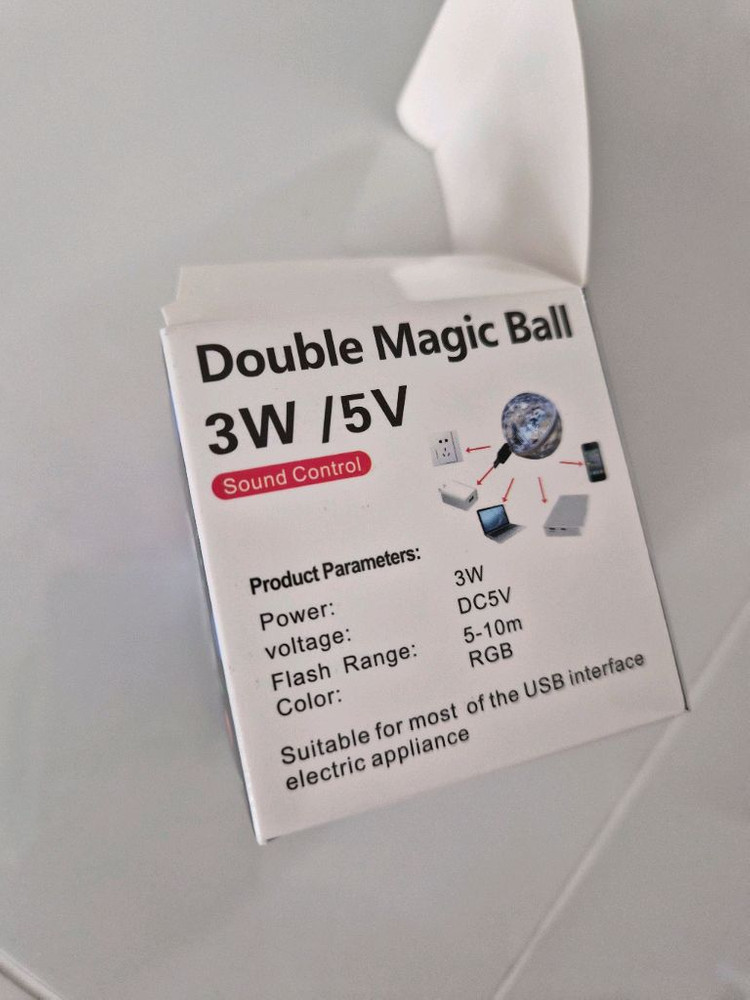 Double Magic Ball
3W /5V
Sound Control
Product Parameters:
Power: 3W
voltage: DC5V
Flash Range: 5-10m
Color: RGB
Suitable for most of the USB interface
electric appliance